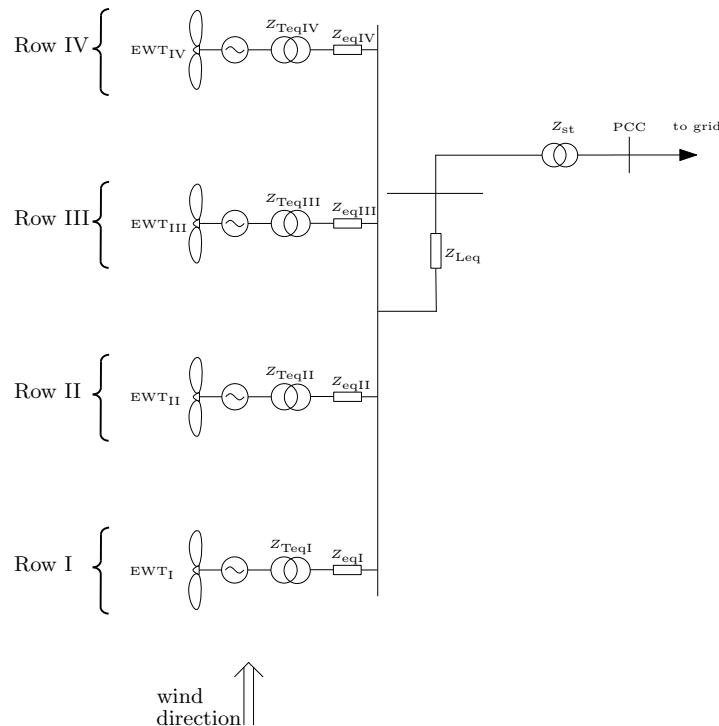 Row IV
EWT_IV
Z_TeqIV
Z_eqIV
Z_st
PCC
to grid
Row III
EWT_III
Z_TeqIII
Z_eqIII
Z_Leq
Row II
EWT_II
Z_TeqII
Z_eqII
Row I
EWT_I
Z_TeqI
Z_eqI
wind
direction